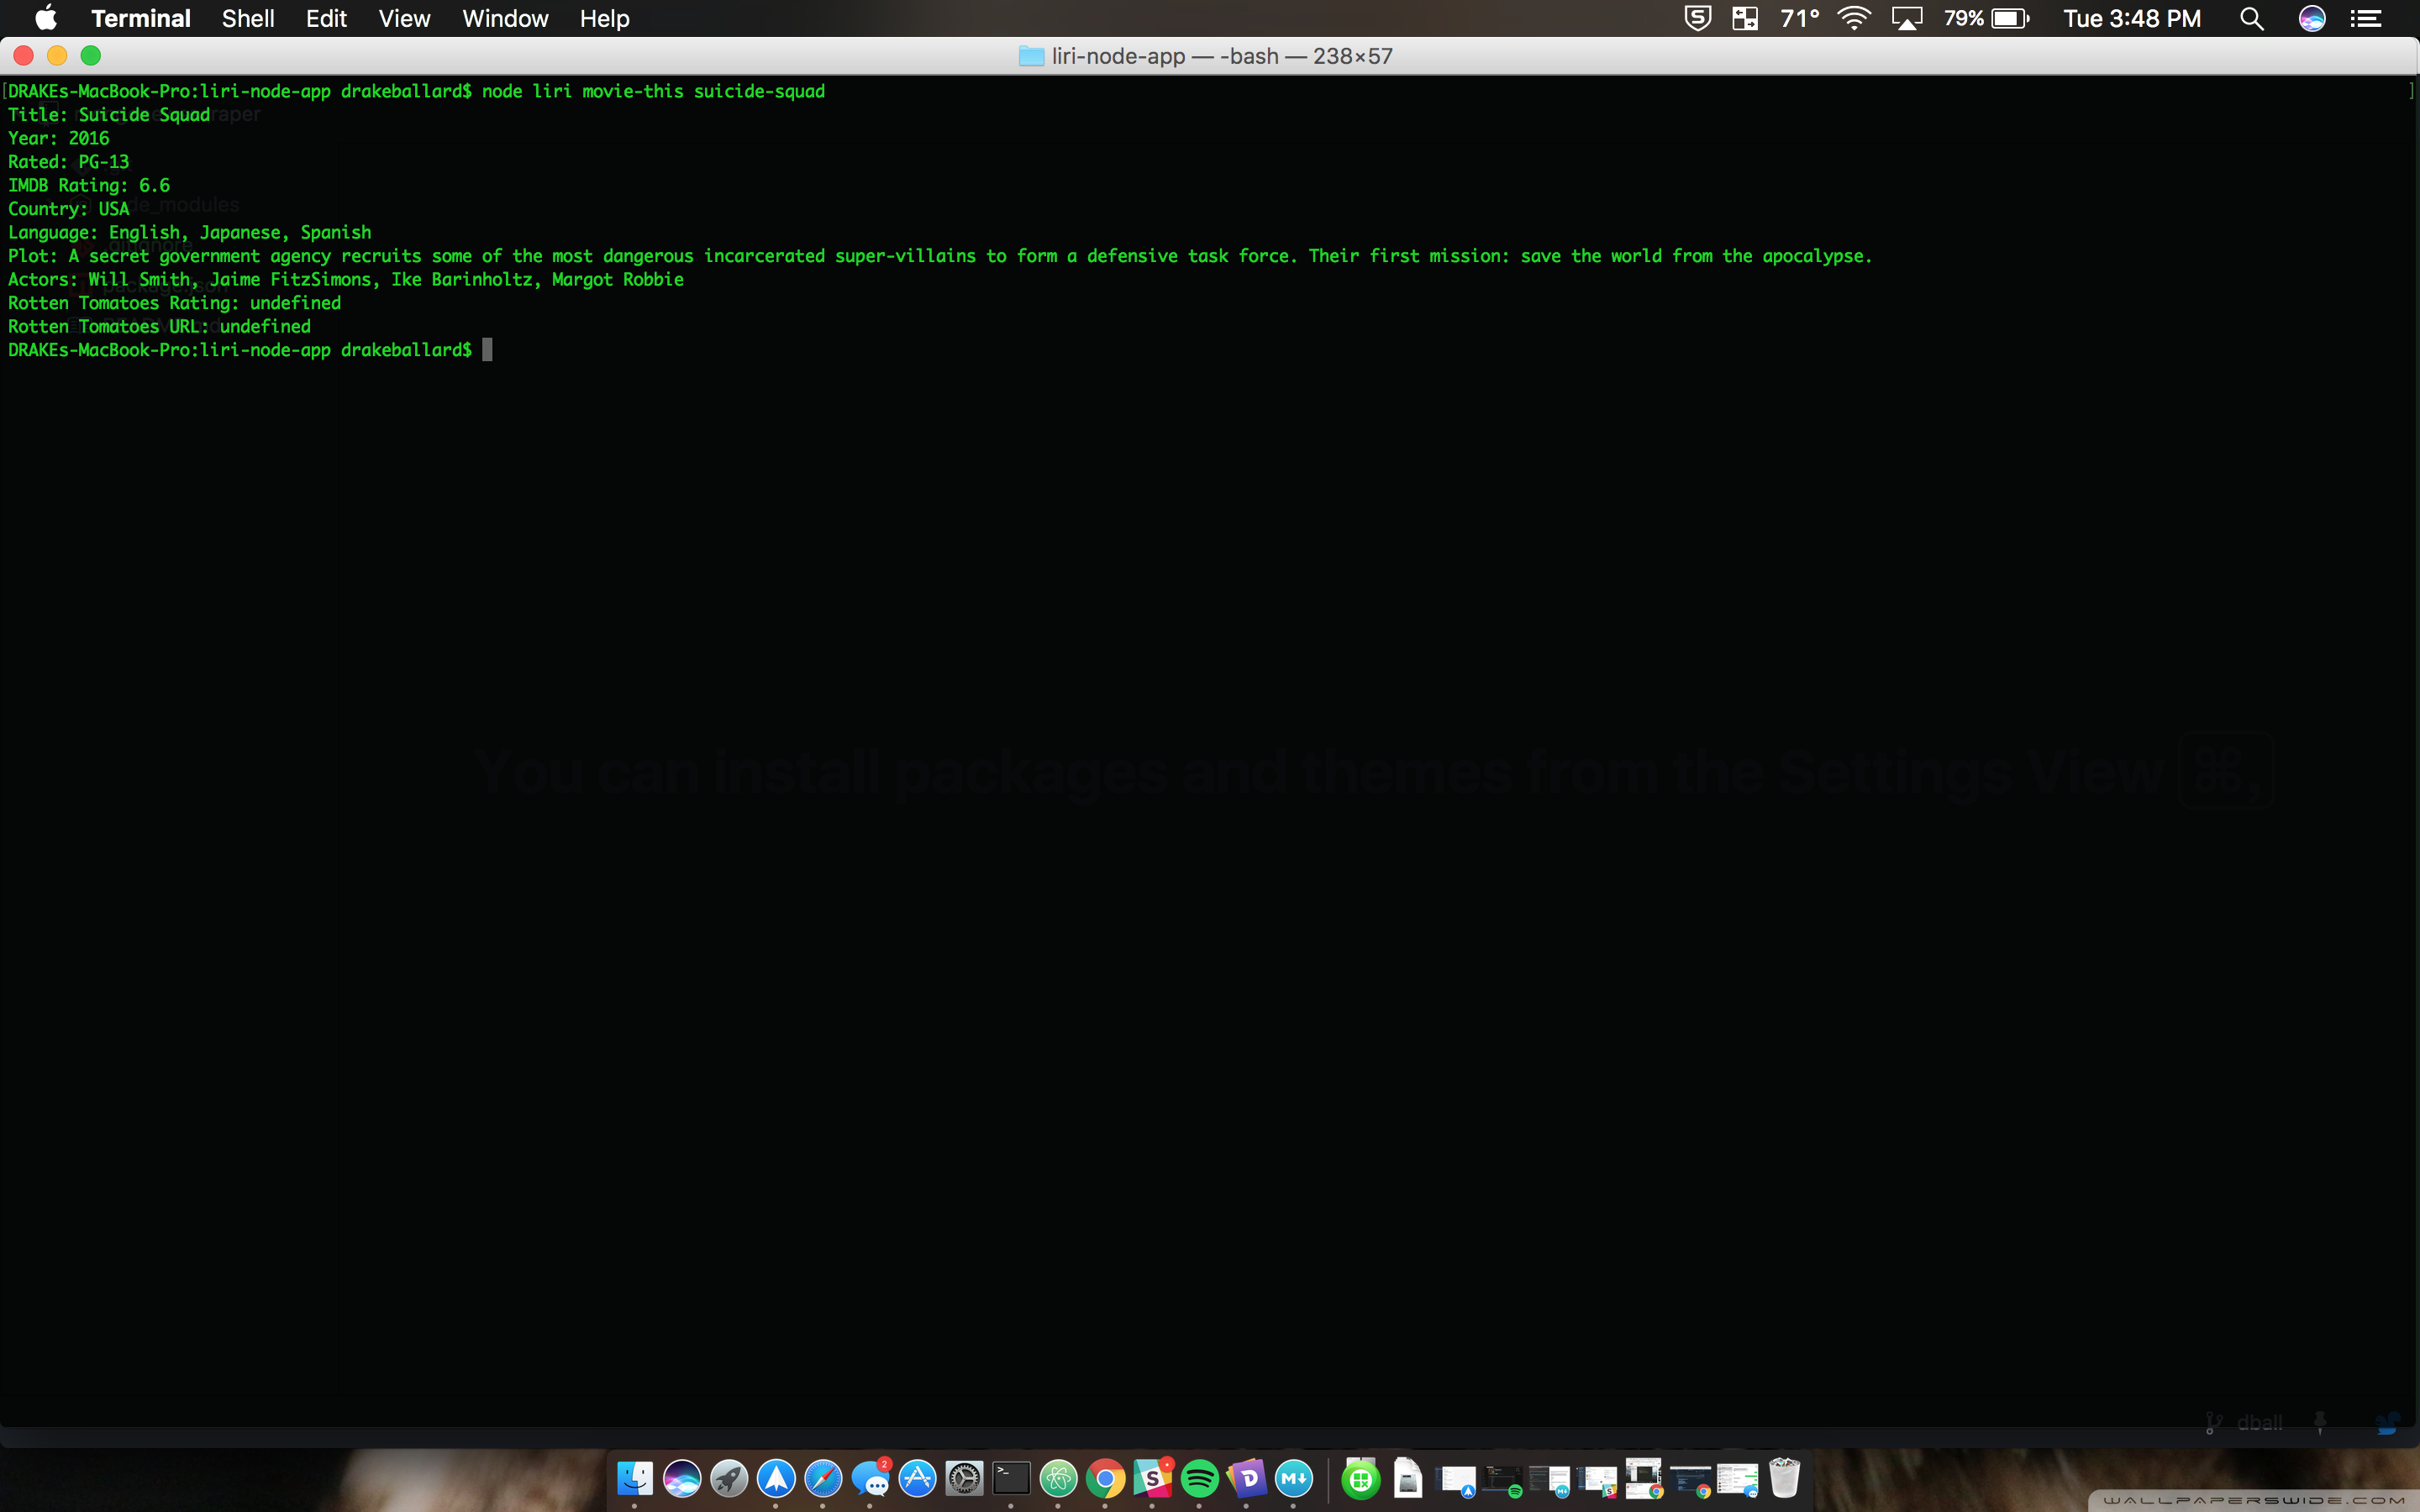 Terminal Shell Edit View Window Help 71° 79% Tue 3:48 PM
liri-node-app — -bash — 238×57
[DRAKEs-MacBook-Pro:liri-node-app drakeballard$ node liri movie-this suicide-squad ]
Title: Suicide Squad
Year: 2016
Rated: PG-13
IMDB Rating: 6.6
Country: USA
Language: English, Japanese, Spanish
Plot: A secret government agency recruits some of the most dangerous incarcerated super-villains to form a defensive task force. Their first mission: save the world from the apocalypse.
Actors: Will Smith, Jaime FitzSimons, Ike Barinholtz, Margot Robbie
Rotten Tomatoes Rating: undefined
Rotten Tomatoes URL: undefined
DRAKEs-MacBook-Pro:liri-node-app drakeballard$
You can install packages and themes from the Settings View ⌘,
dball
2
WALLPAPERSWIDE.COM